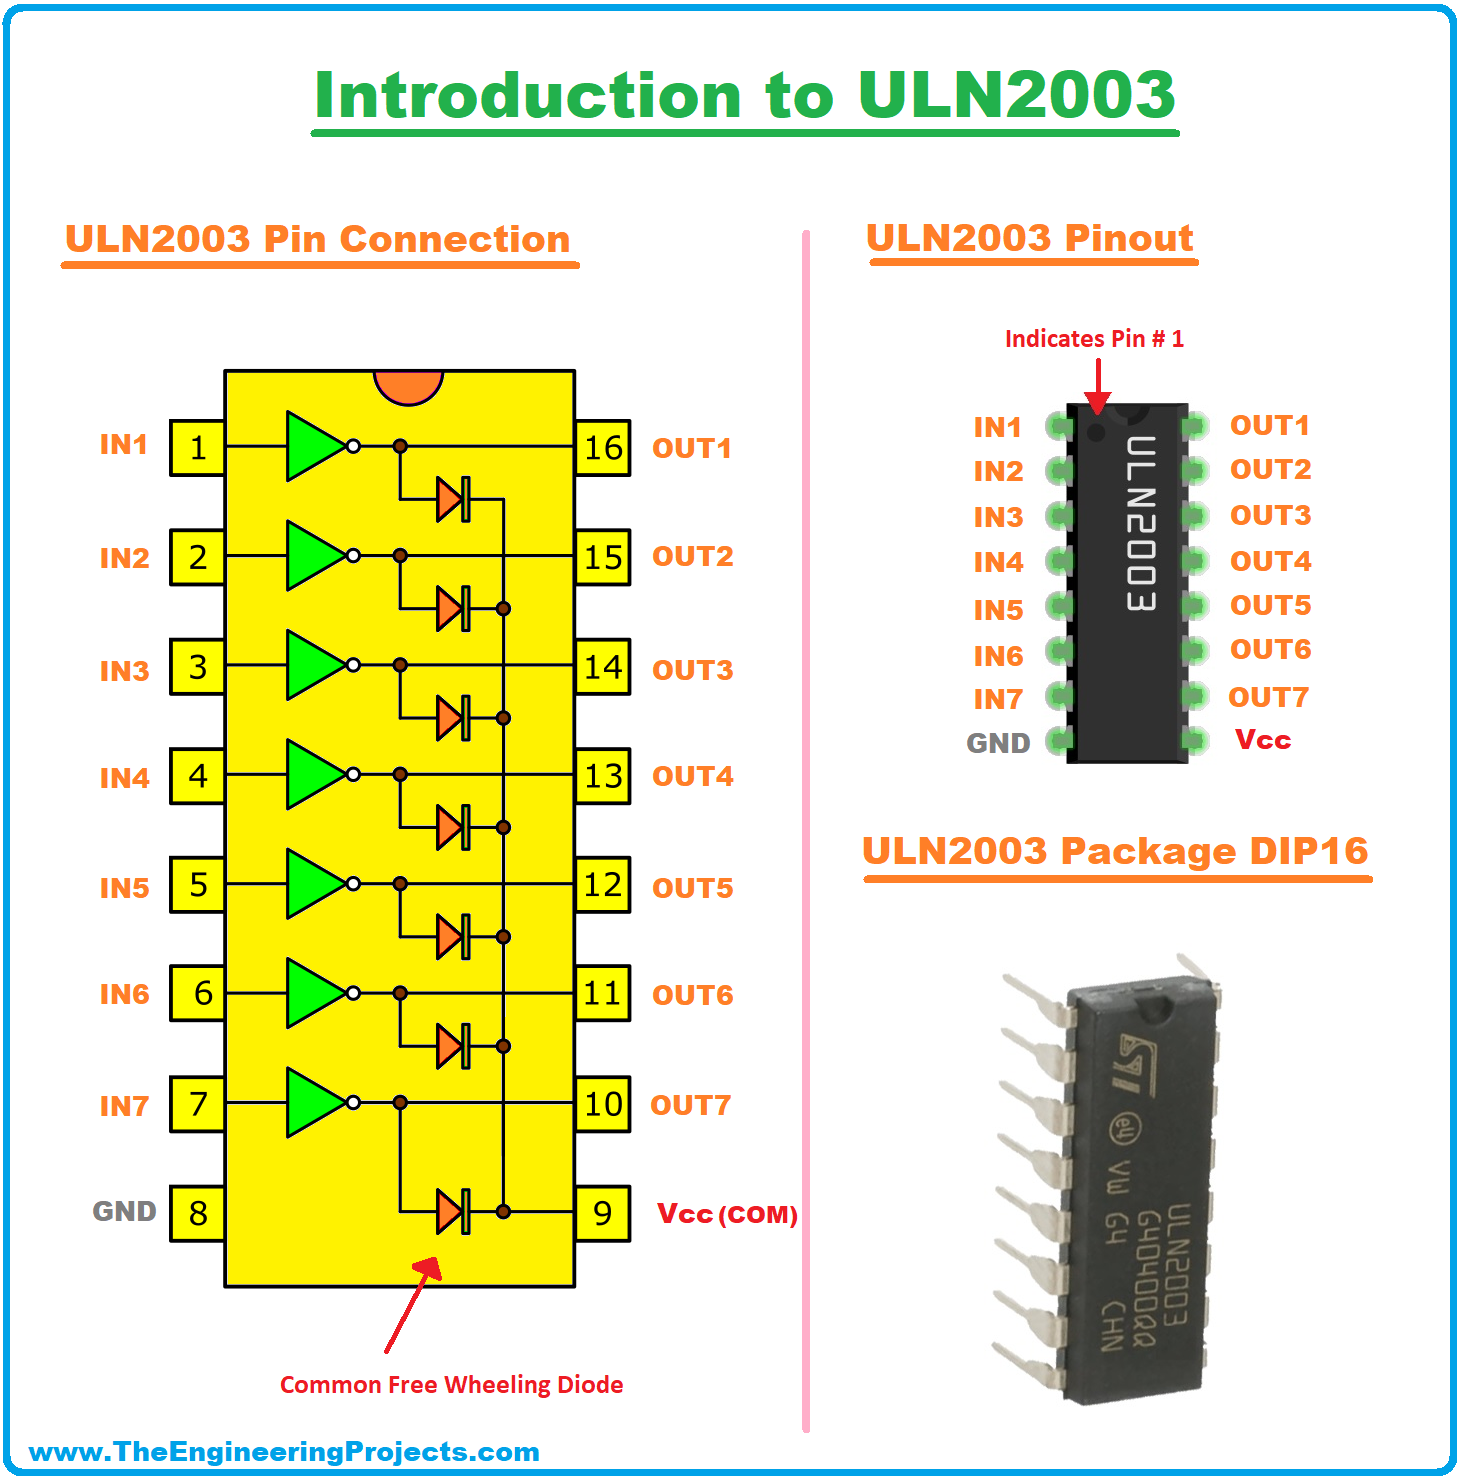 Introduction to ULN2003
ULN2003 Pin Connection
IN1 1 16 OUT1
IN2 2 15 OUT2
IN3 3 14 OUT3
IN4 4 13 OUT4
IN5 5 12 OUT5
IN6 6 11 OUT6
IN7 7 10 OUT7
GND 8 9 Vcc (COM)
Common Free Wheeling Diode
www.TheEngineeringProjects.com
ULN2003 Pinout
Indicates Pin # 1
IN1 OUT1
IN2 OUT2
IN3 OUT3
IN4 OUT4
IN5 OUT5
IN6 OUT6
IN7 OUT7
GND Vcc
ULN2003
ULN2003 Package DIP16
ST
e4 VW G4 CHN
ULN2003
G40400QQ